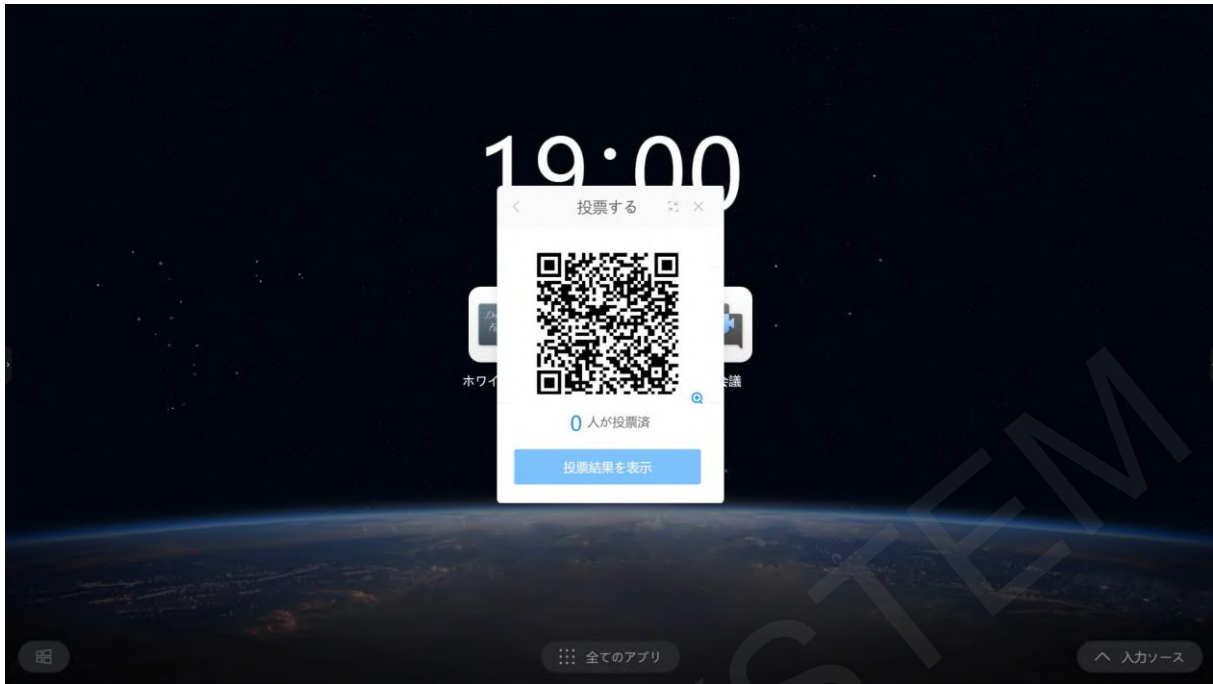 19:00
投票する
ホワイ
会議
0 人が投票済
投票結果を表示
全てのアプリ
入力ソース
STEM